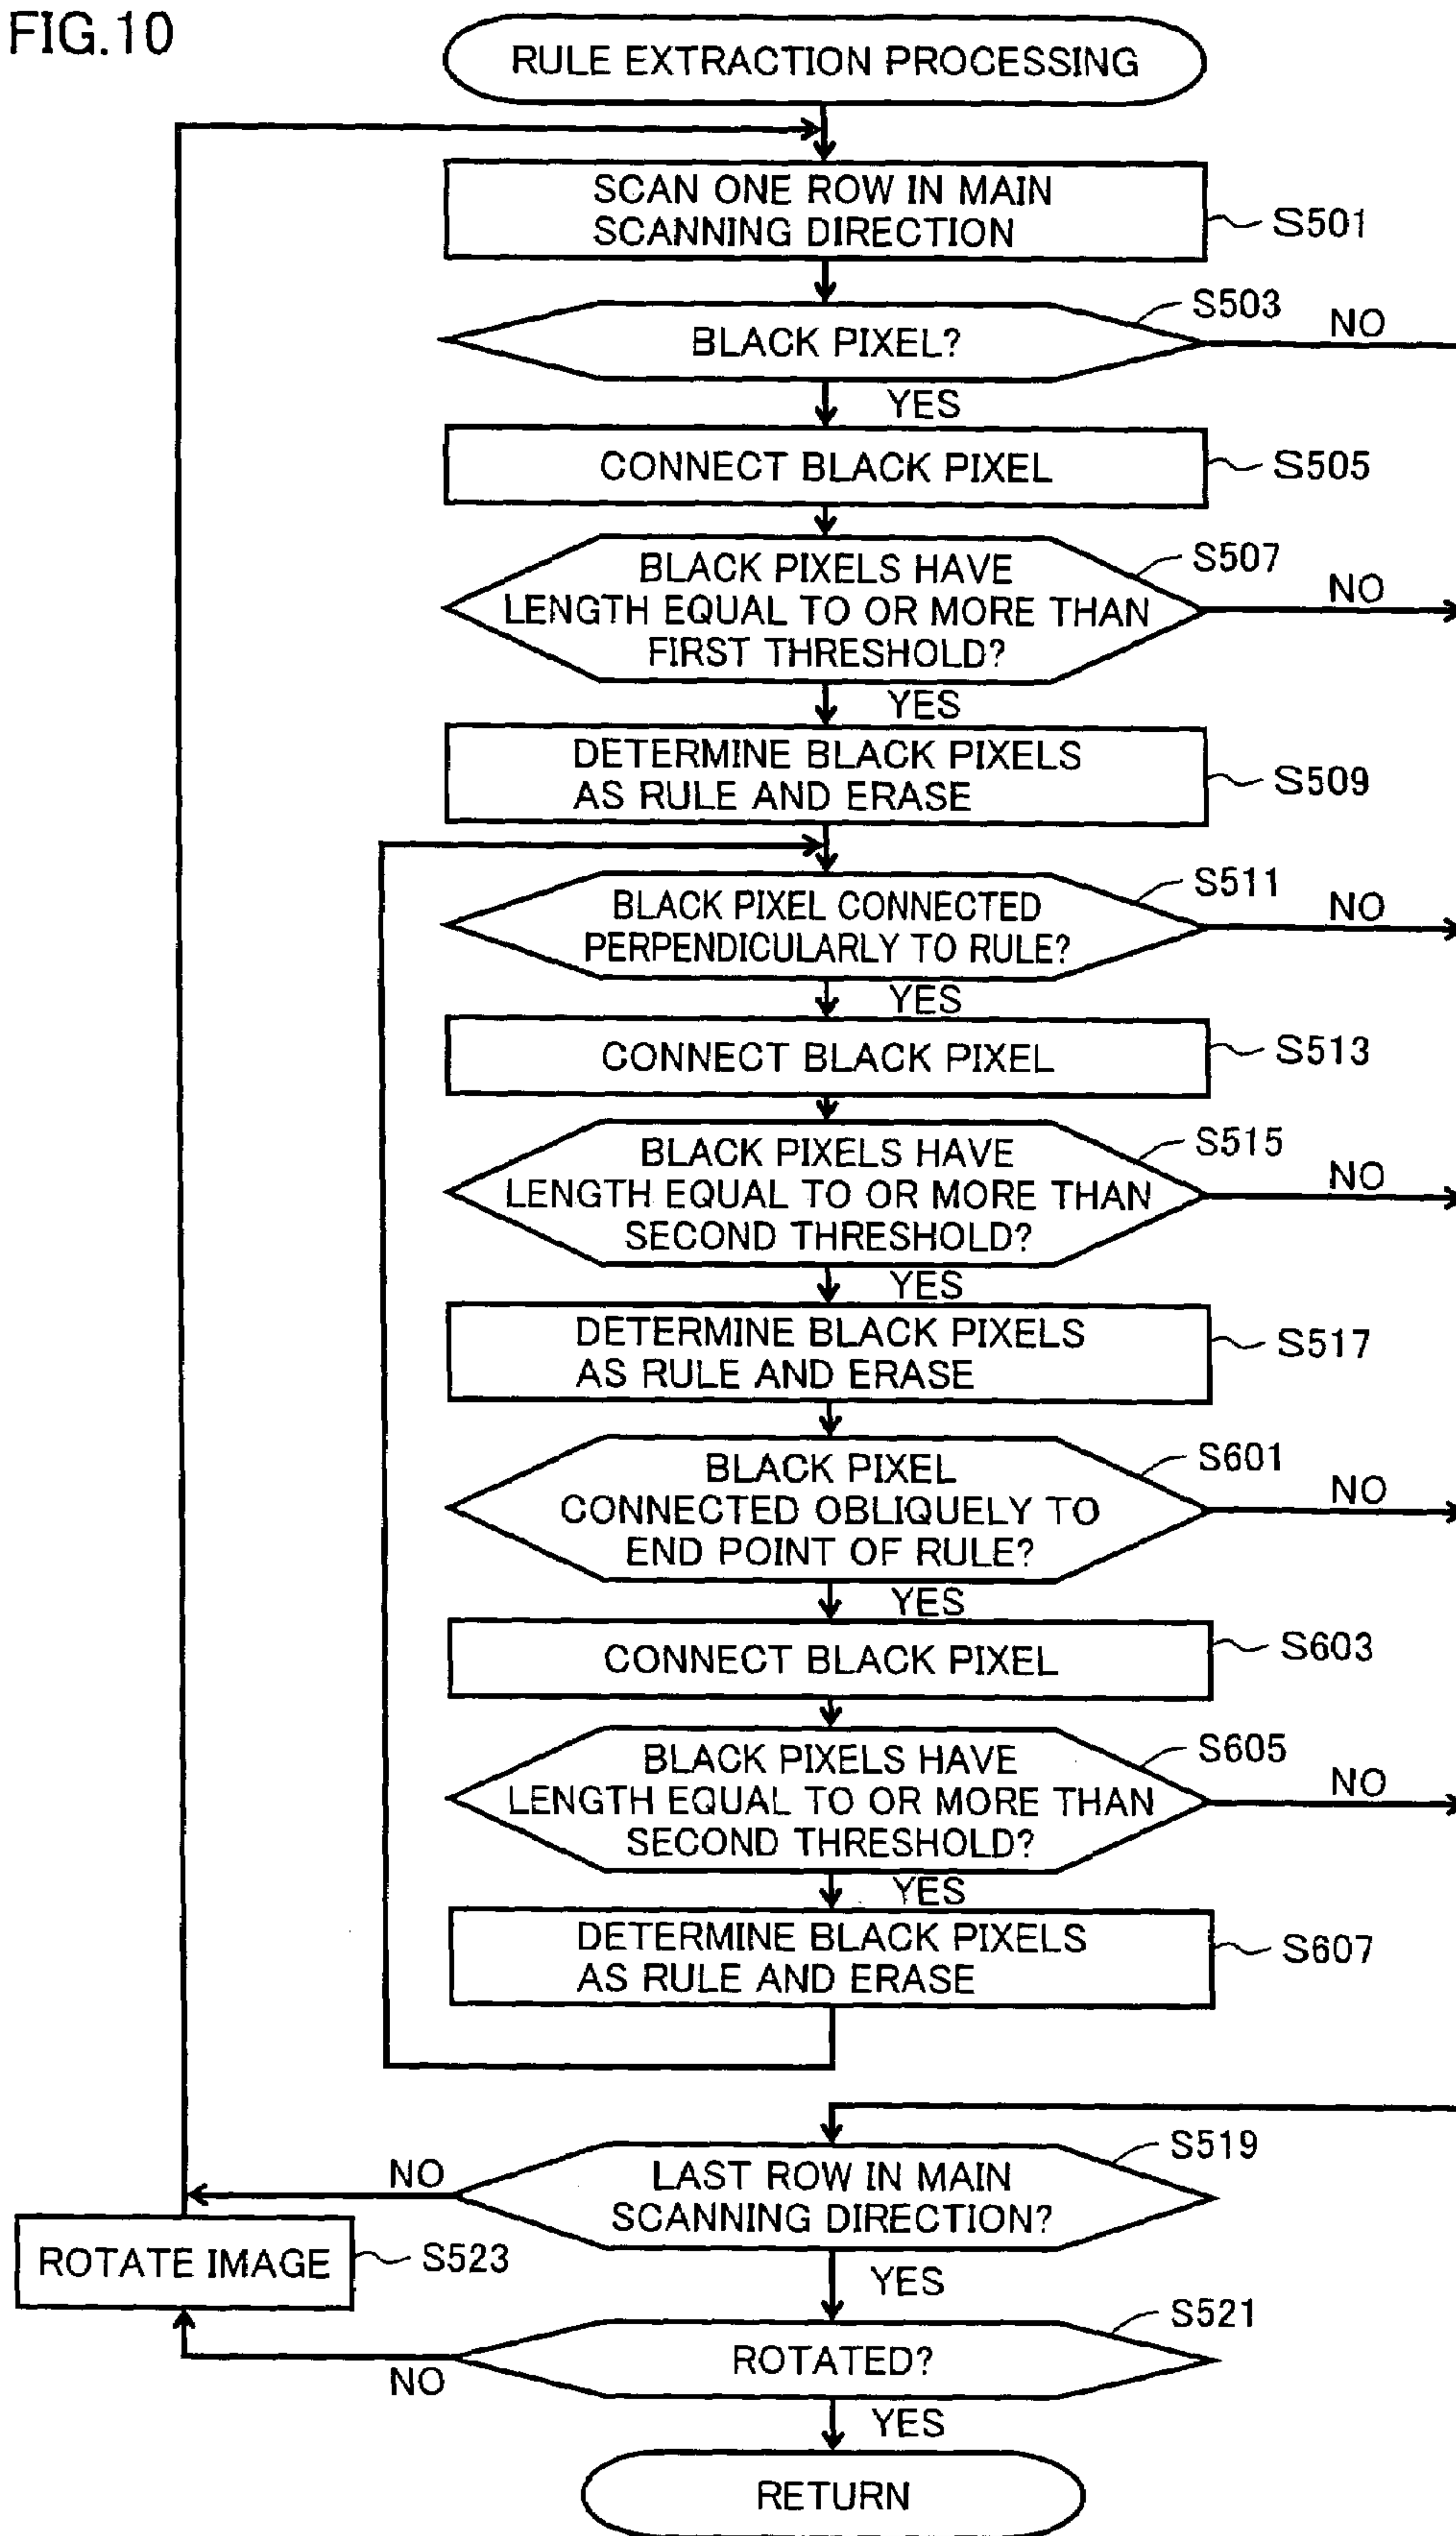 FIG.10
RULE EXTRACTION PROCESSING
SCAN ONE ROW IN MAIN
SCANNING DIRECTION
S501
S503
BLACK PIXEL?
NO
YES
CONNECT BLACK PIXEL
S505
S507
BLACK PIXELS HAVE
LENGTH EQUAL TO OR MORE THAN
FIRST THRESHOLD?
NO
YES
DETERMINE BLACK PIXELS
AS RULE AND ERASE
S509
S511
BLACK PIXEL CONNECTED
PERPENDICULARLY TO RULE?
NO
YES
CONNECT BLACK PIXEL
S513
S515
BLACK PIXELS HAVE
LENGTH EQUAL TO OR MORE THAN
SECOND THRESHOLD?
NO
YES
DETERMINE BLACK PIXELS
AS RULE AND ERASE
S517
S601
BLACK PIXEL
CONNECTED OBLIQUELY TO
END POINT OF RULE?
NO
YES
CONNECT BLACK PIXEL
S603
S605
BLACK PIXELS HAVE
LENGTH EQUAL TO OR MORE THAN
SECOND THRESHOLD?
NO
YES
DETERMINE BLACK PIXELS
AS RULE AND ERASE
S607
S519
NO
LAST ROW IN MAIN
SCANNING DIRECTION?
ROTATE IMAGE
S523
YES
S521
ROTATED?
NO
YES
RETURN